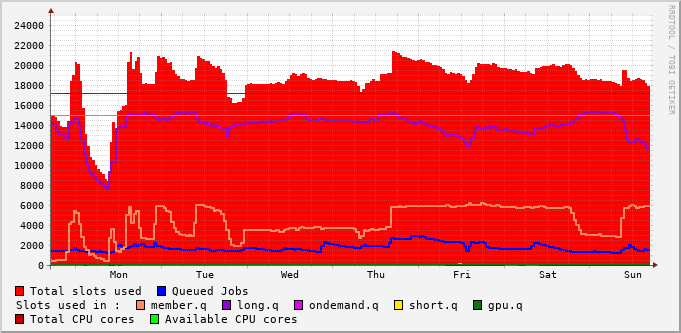 RRDTOOL / TOBI OETIKER
24000
22000
20000
18000
16000
14000
12000
10000
8000
6000
4000
2000
0
Mon Tue Wed Thu Fri Sat Sun
Total slots used Queued Jobs
Slots used in : member.q long.q ondemand.q short.q gpu.q
Total CPU cores Available CPU cores